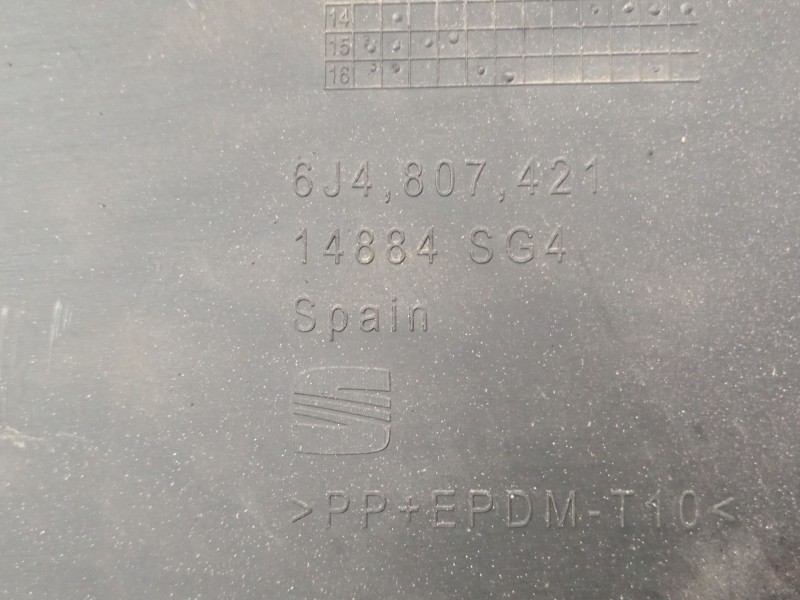 14
15
16
6J4,807,421
14884 SG4
Spain
>PP+EPDM-T10<